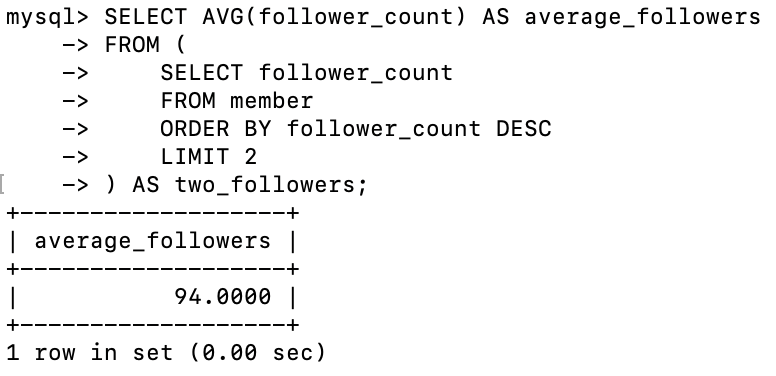 mysql> SELECT AVG(follower_count) AS average_followers
    -> FROM (
    ->     SELECT follower_count
    ->     FROM member
    ->     ORDER BY follower_count DESC
    ->     LIMIT 2
    -> ) AS two_followers;
+-------------------+
| average_followers |
+-------------------+
|           94.0000 |
+-------------------+
1 row in set (0.00 sec)